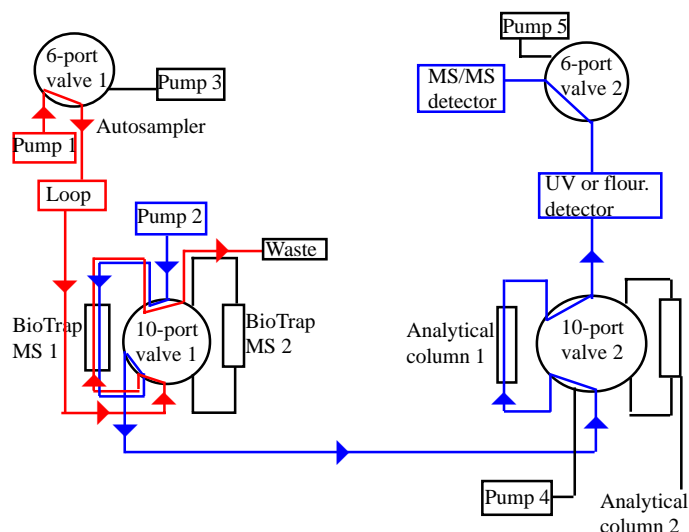 Pump 5
6-port
valve 1
Pump 3
6-port
valve 2
MS/MS
detector
Autosampler
Pump 1
Loop
UV or flour.
detector
Pump 2
Waste
BioTrap
MS 1
10-port
valve 1
BioTrap
MS 2
Analytical
column 1
10-port
valve 2
Pump 4
Analytical
column 2